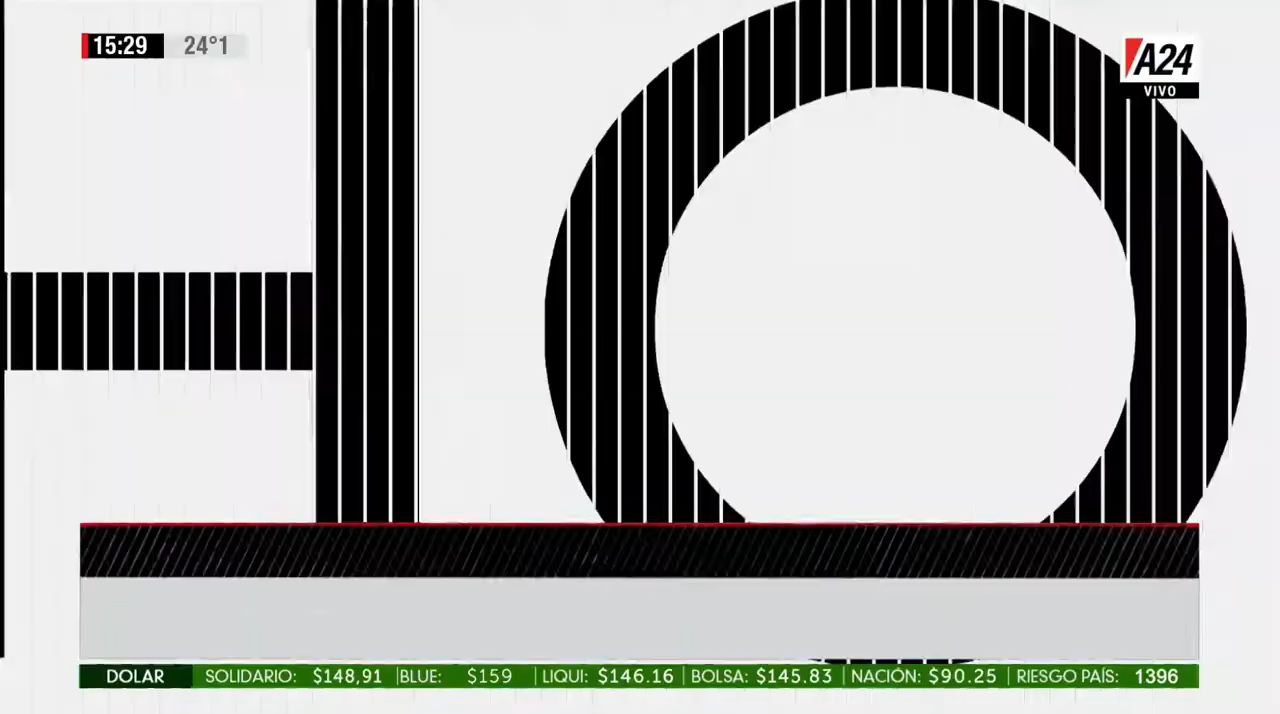 15:29 24°1
A24
VIVO
DOLAR SOLIDARIO: $148,91 BLUE: $159 LIQUI: $146.16 BOLSA: $145.83 NACIÓN: $90.25 RIESGO PAÍS: 1396